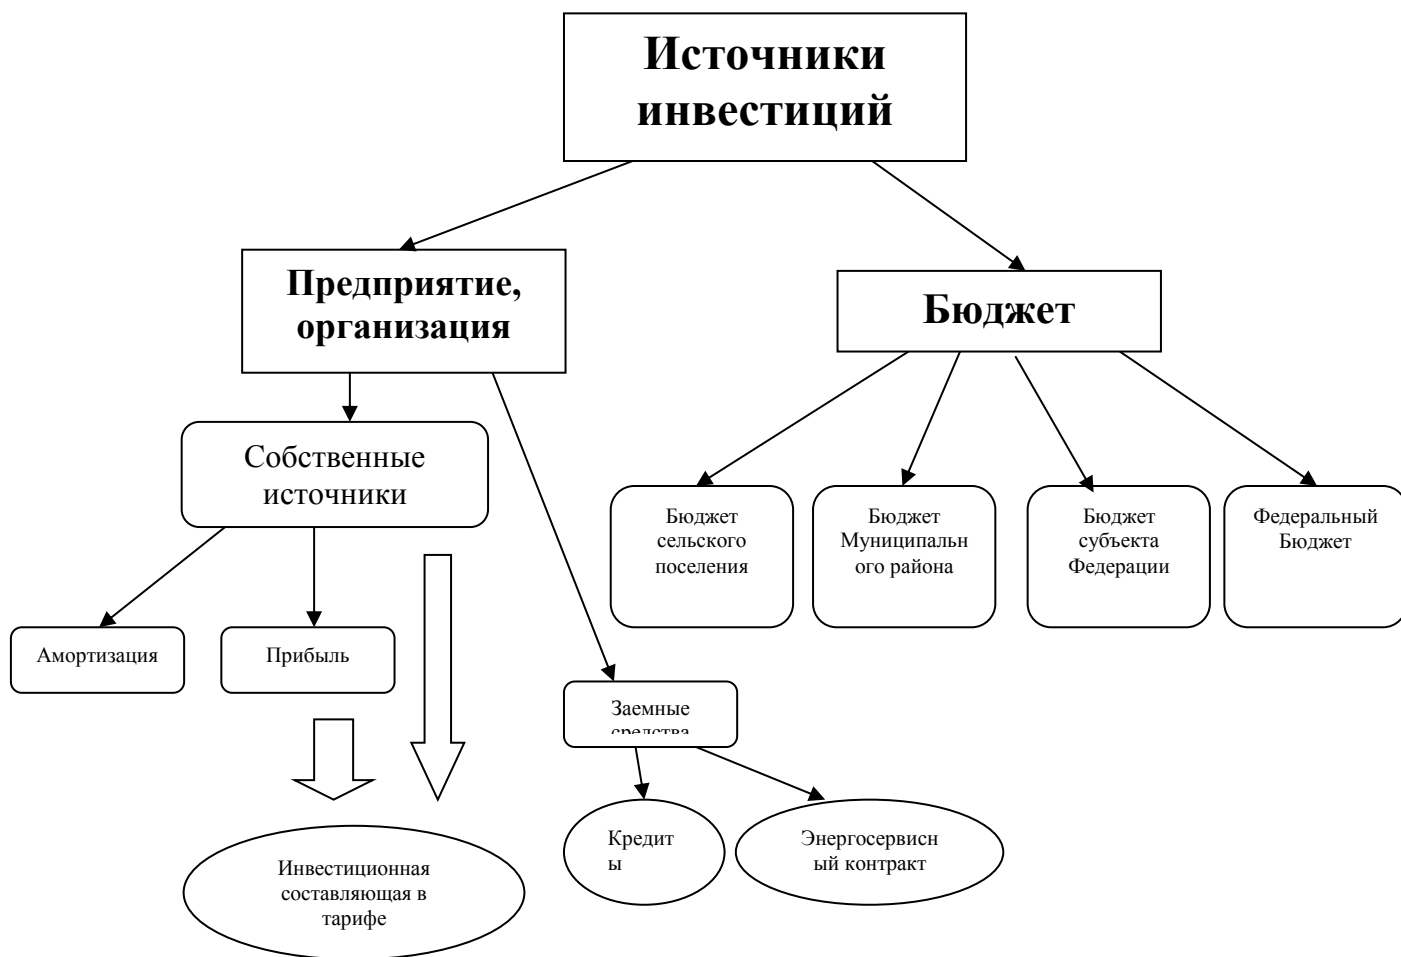 Источники
инвестиций
Предприятие,
организация
Бюджет
Собственные
источники
Бюджет
сельского
поселения
Бюджет
Муниципальн
ого района
Бюджет
субъекта
Федерации
Федеральный
Бюджет
Амортизация
Прибыль
Заемные
средства
Кредит
ы
Энергосервисн
ый контракт
Инвестиционная
составляющая в
тарифе